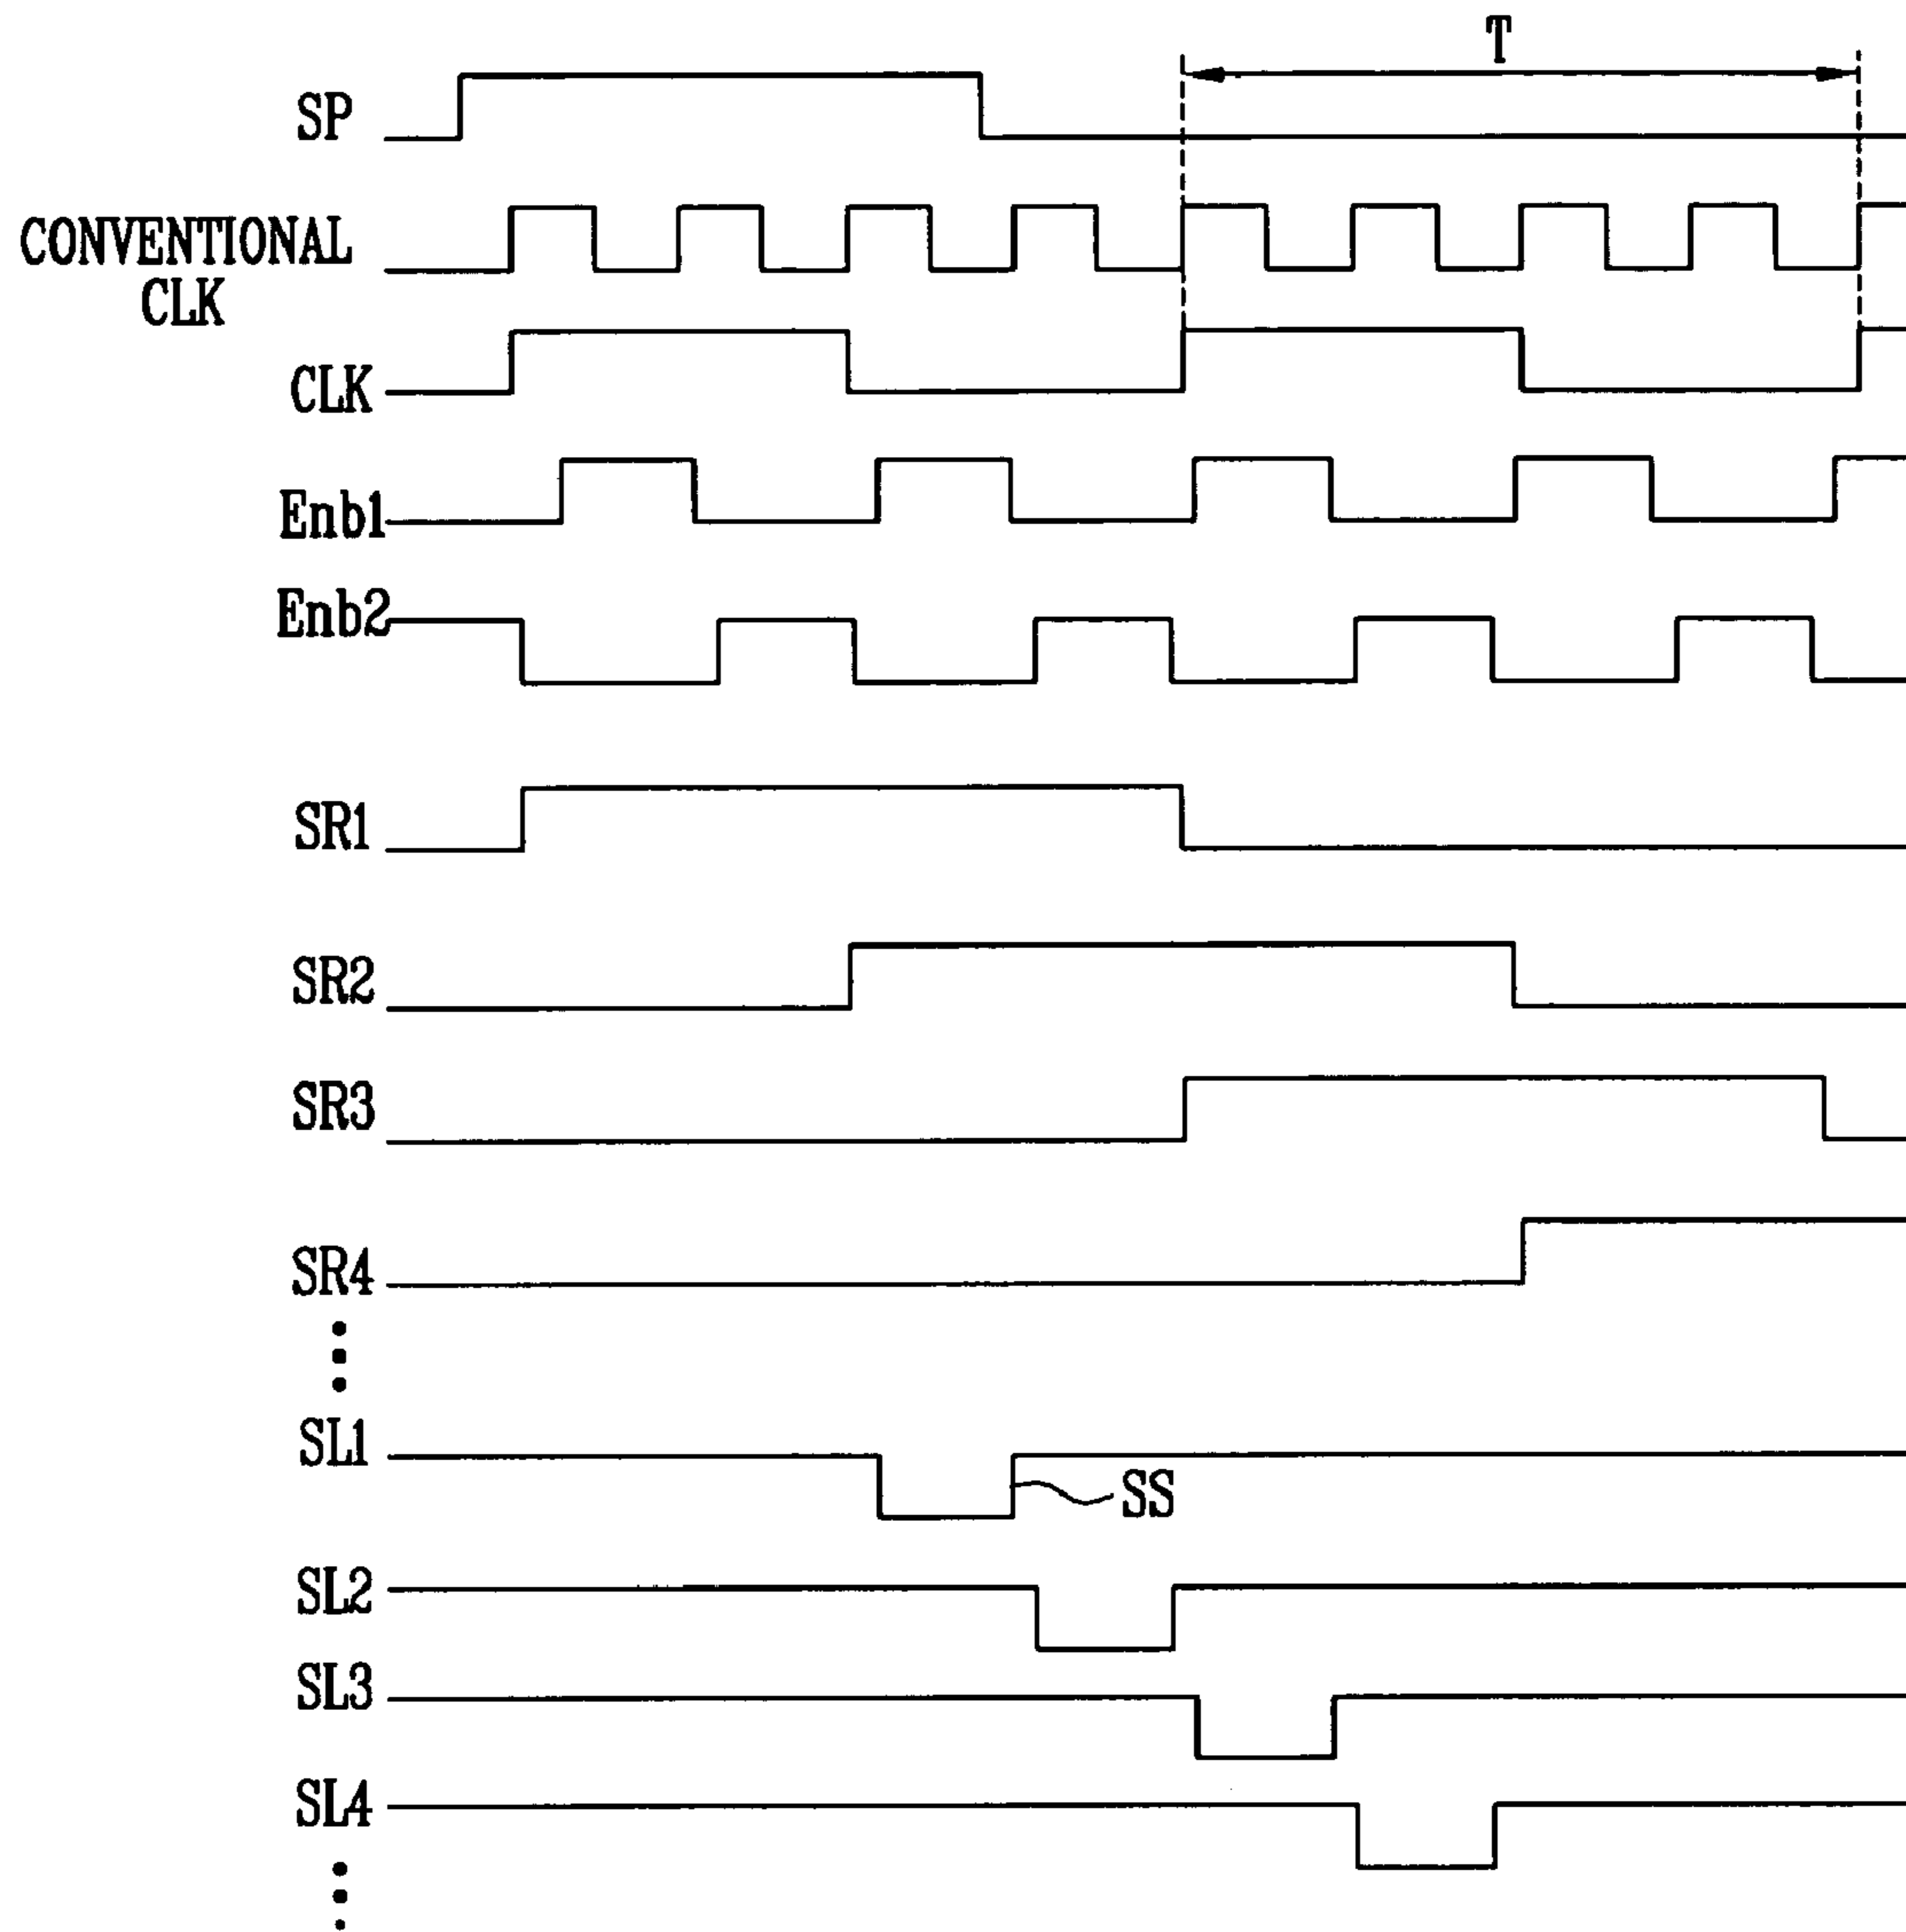 T
SP
CONVENTIONAL
CLK
CLK
Enb1
Enb2
SR1
SR2
SR3
SR4
SL1
SS
SL2
SL3
SL4